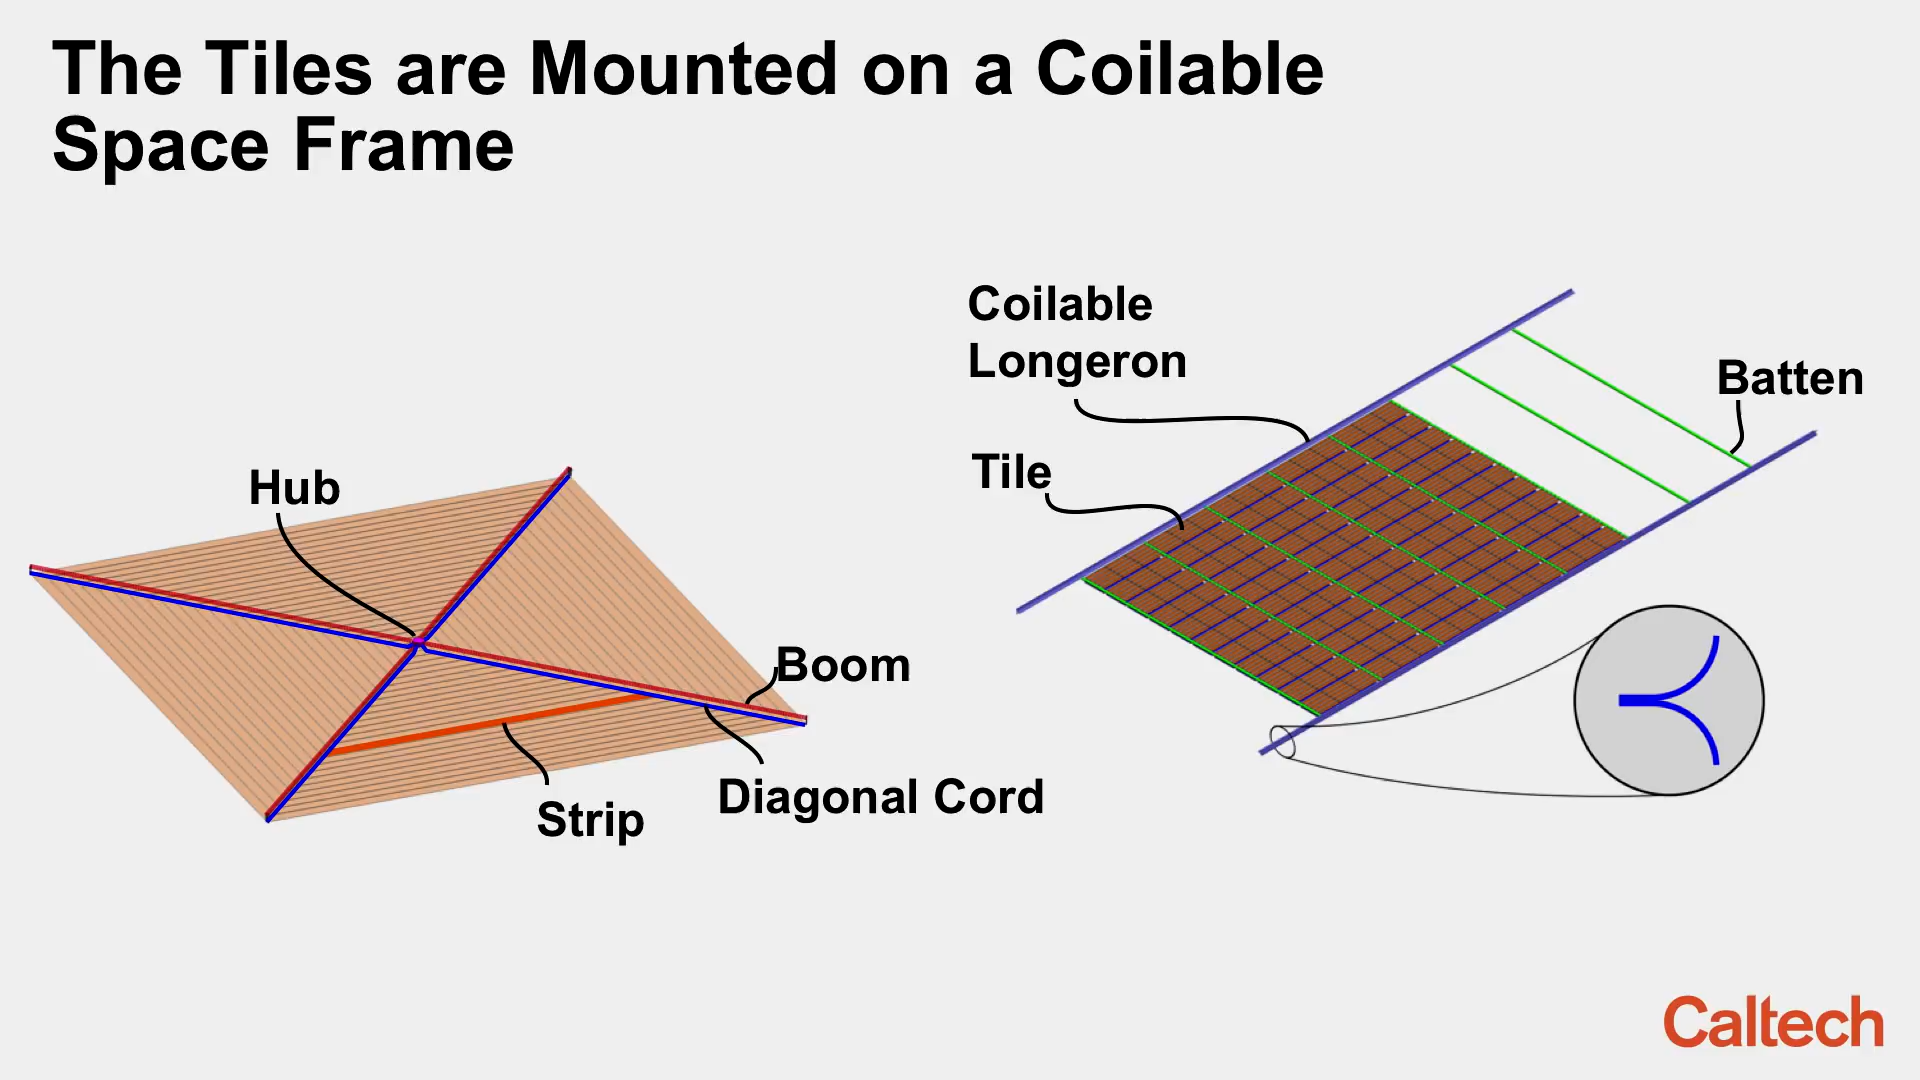 The Tiles are Mounted on a Coilable
Space Frame
Coilable
Longeron
Batten
Tile
Hub
Boom
Diagonal Cord
Strip
Caltech